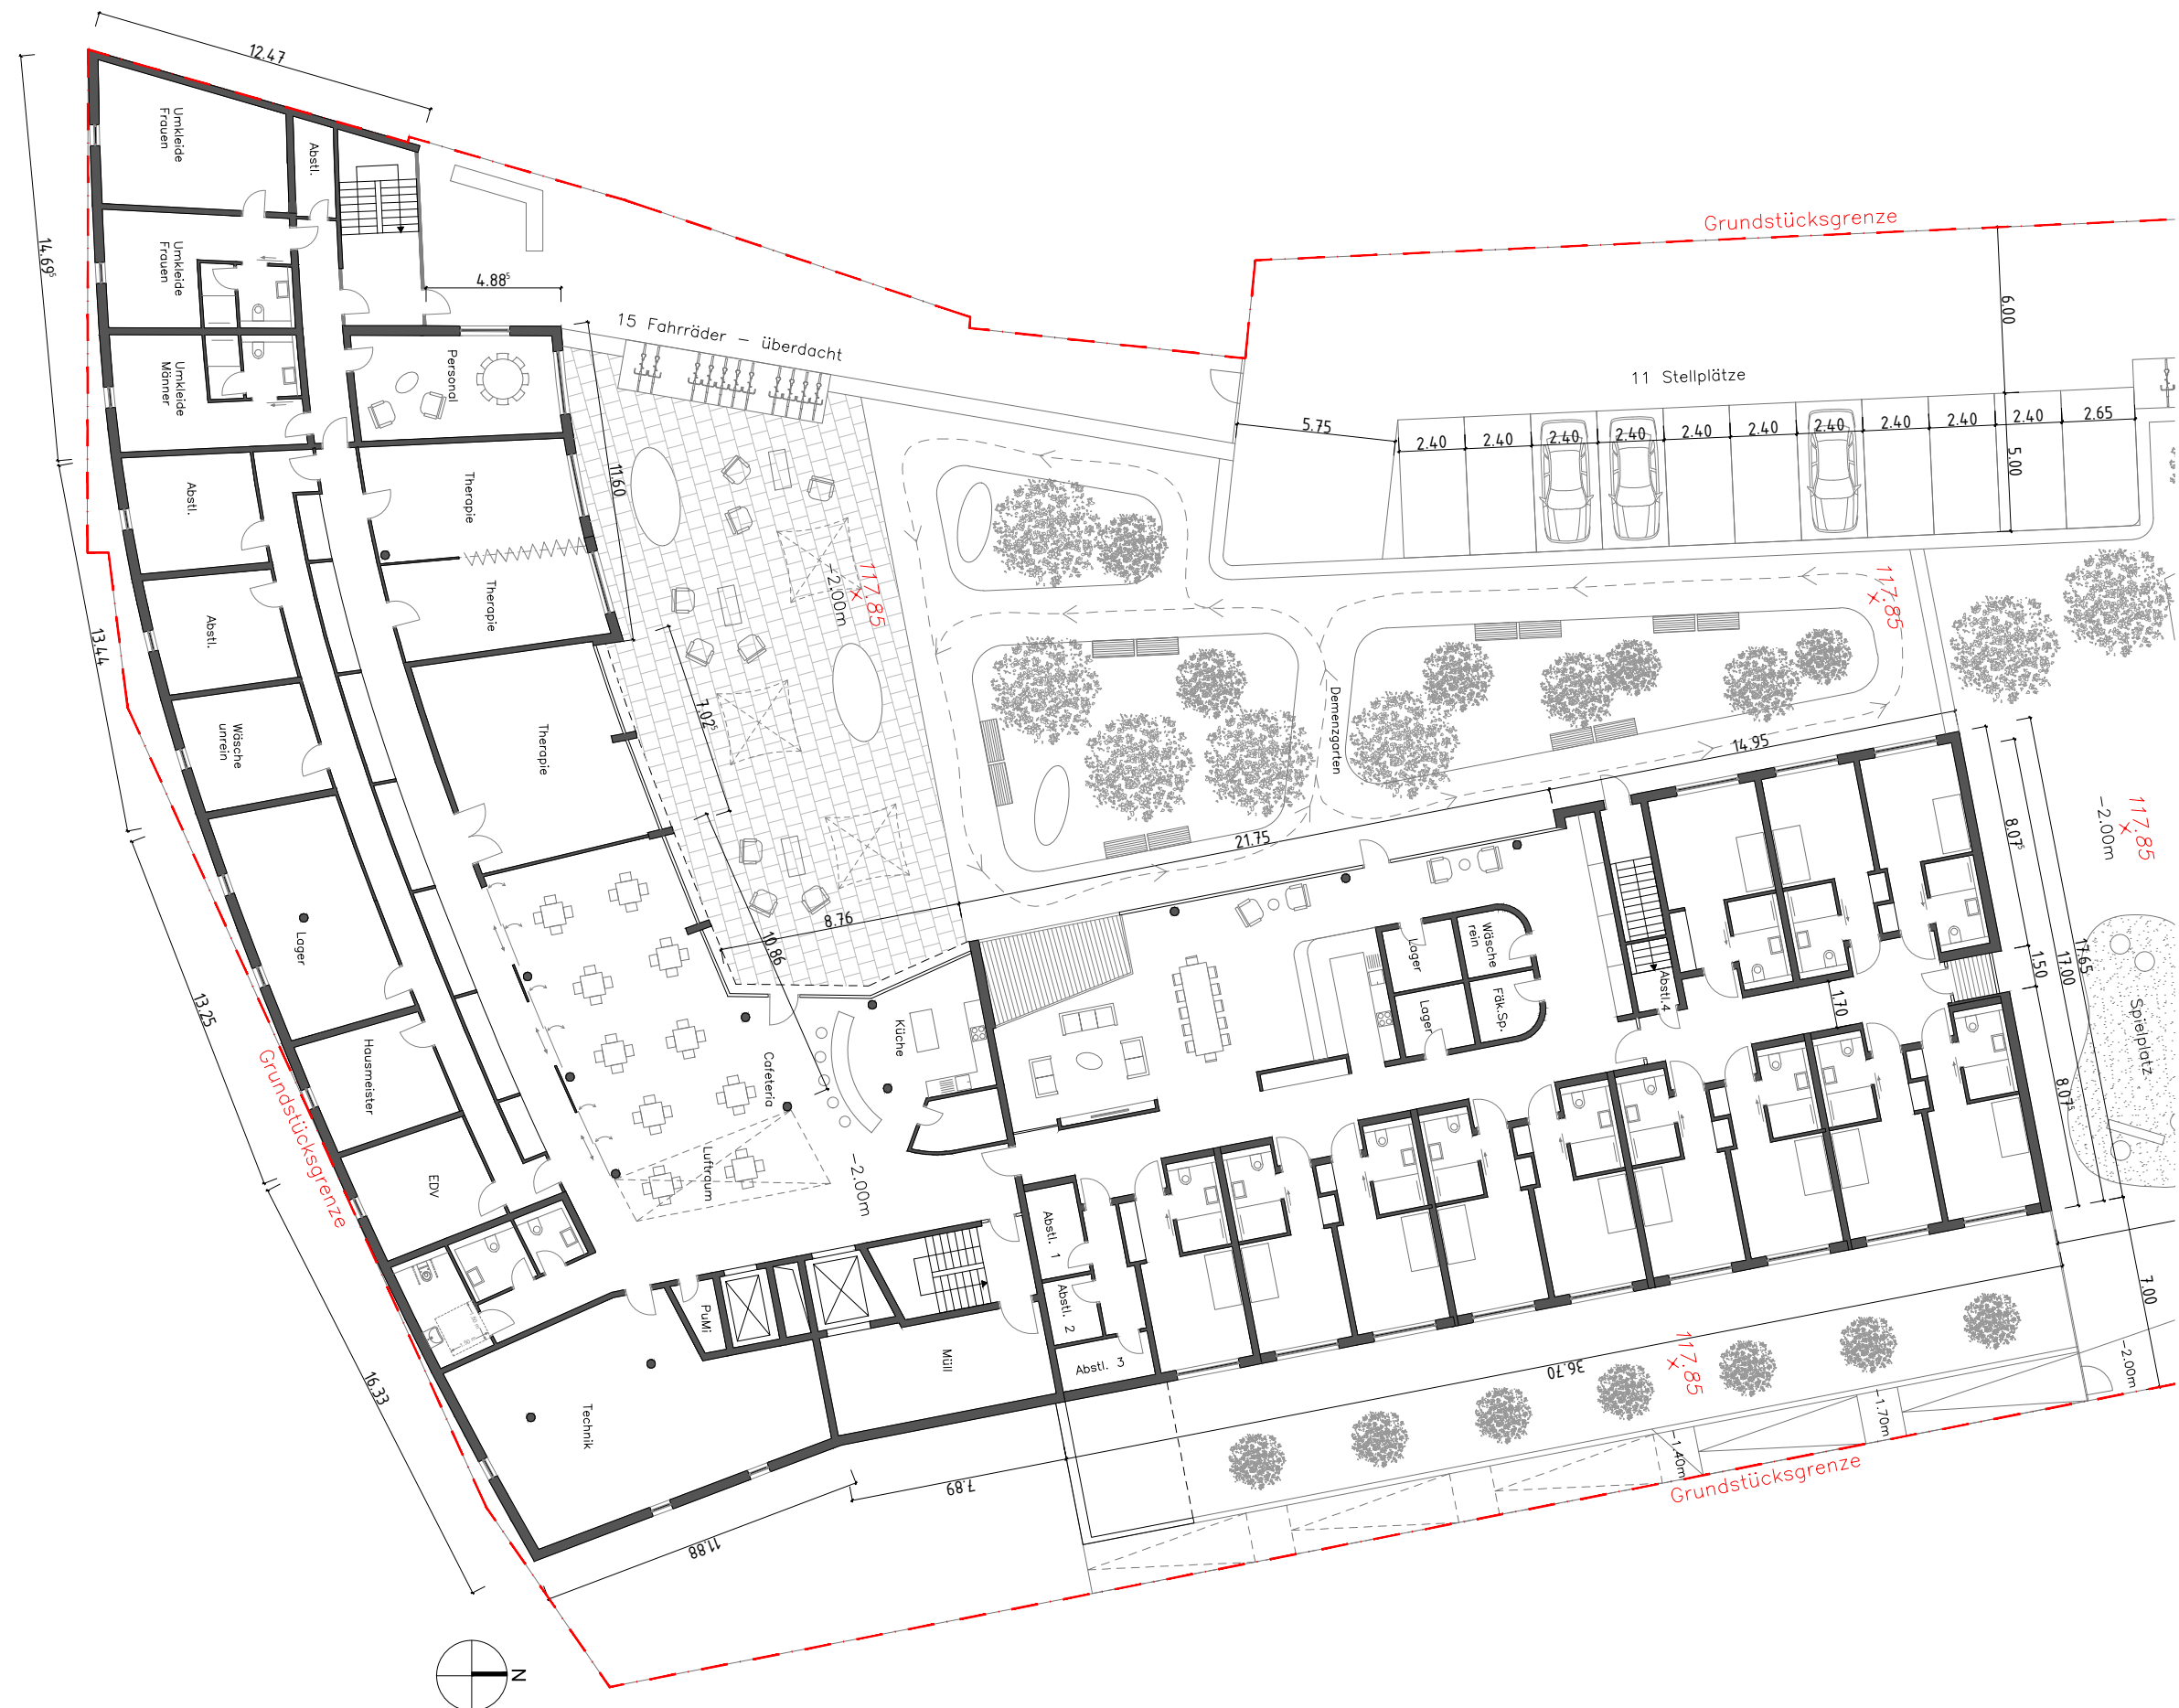 12.47
14.69⁵
Umkleide
Frauen
Abstl.
Umkleide
Frauen
Umkleide
Männer
4.88⁵
Personal
15 Fahrräder – überdacht
11.60
Grundstücksgrenze
6.00
11 Stellplätze
5.75
2.40
2.40
2.40
2.40
2.40
2.40
2.40
2.40
2.40
2.40
2.65
5.00
Abstl.
Therapie
Therapie
117.85
-2.00m
117.85
Abstl.
13.44
Wäsche
unrein
Therapie
7.02⁵
Demenzgarten
14.95
21.75
8.76
10.86
8.07⁵
117.85
-2.00m
Lager
13.25
Lager
Wäsche
rein
Lager
Fäk.Sp.
Abstl.4
1.70
1.50
17.00
17.65
Spielplatz
8.07⁵
Küche
Cafeteria
Hausmeister
Grundstücksgrenze
EDV
Luftraum
-2.00m
Abstl. 1
Abstl. 2
Abstl. 3
PuMi
Müll
Technik
16.33
7.00
-2.00m
36.70
117.85
-1.70m
-1.40m
Grundstücksgrenze
7.89
11.88
N